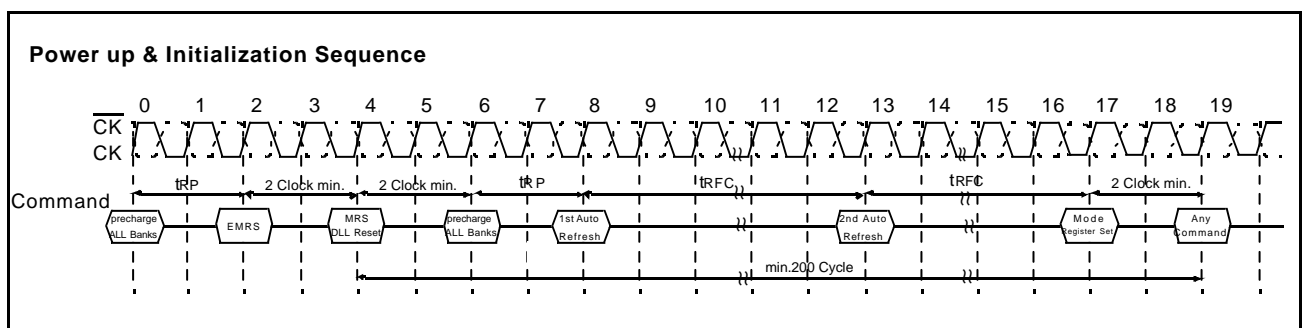 Power up & Initialization Sequence
0 1 2 3 4 5 6 7 8 9 10 11 12 13 14 15 16 17 18 19
CK
CK
tRP 2 Clock min. 2 Clock min. tRP tRFC tRFC 2 Clock min.
Command
precharge ALL Banks
EMRS
MRS DLL Reset
precharge ALL Banks
1st Auto Refresh
2nd Auto Refresh
Mode Register Set
Any Command
min.200 Cycle